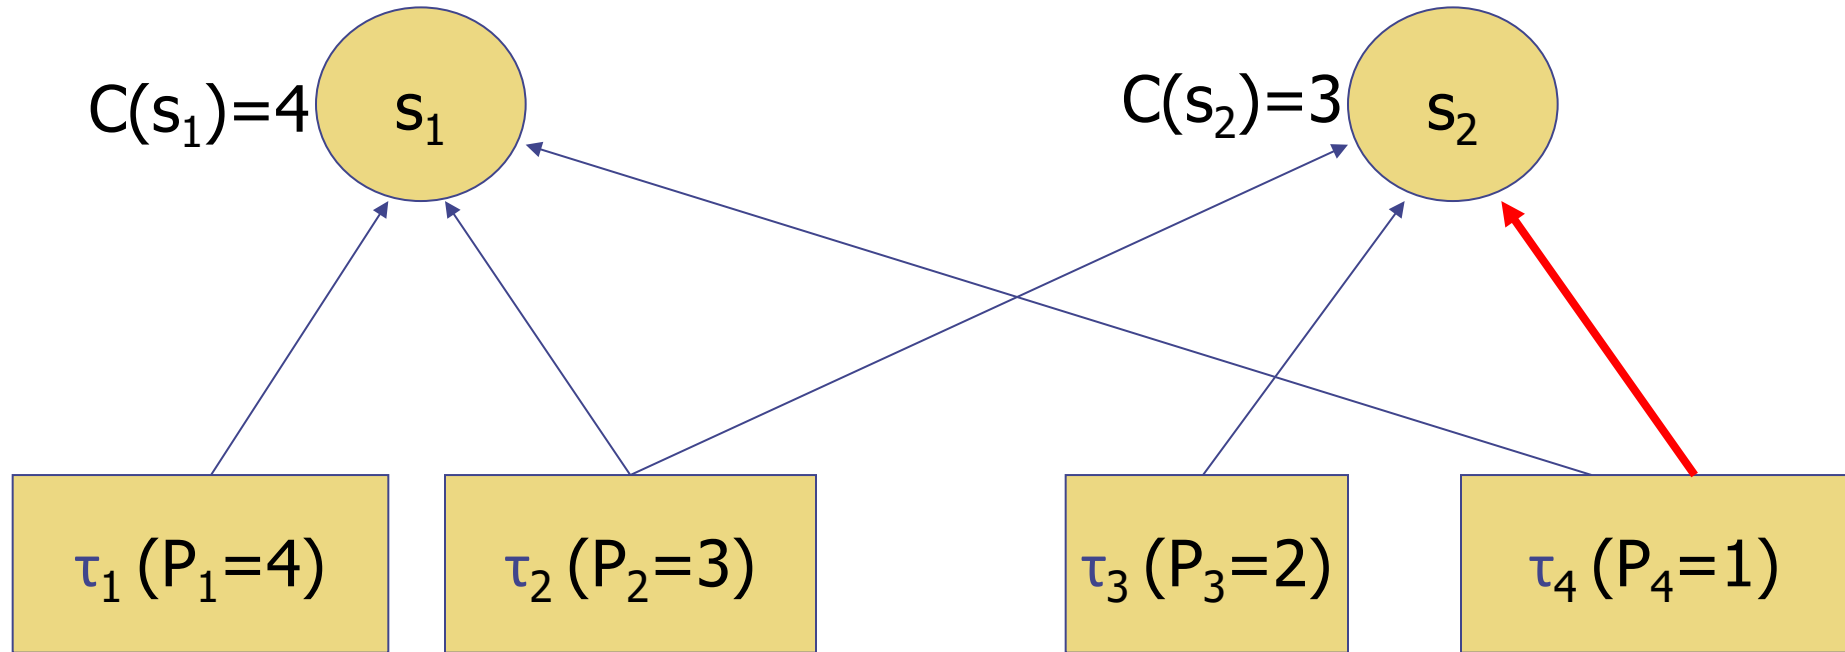 C(s₁)=4
s₁
C(s₂)=3
s₂
τ₁ (P₁=4)
τ₂ (P₂=3)
τ₃ (P₃=2)
τ₄ (P₄=1)